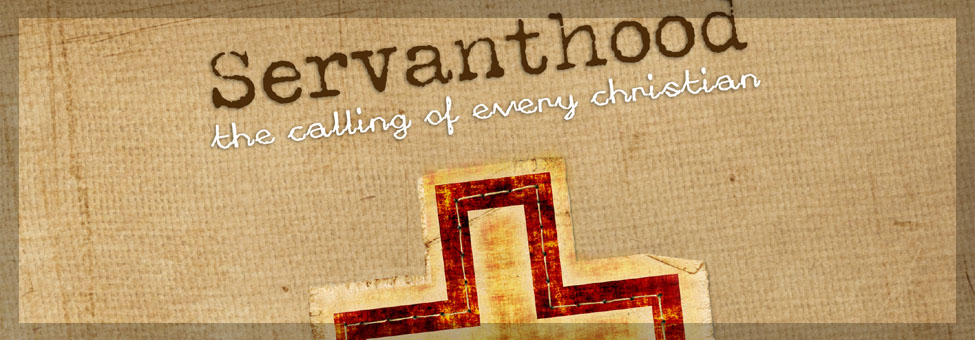 Servanthood
the calling of every christian